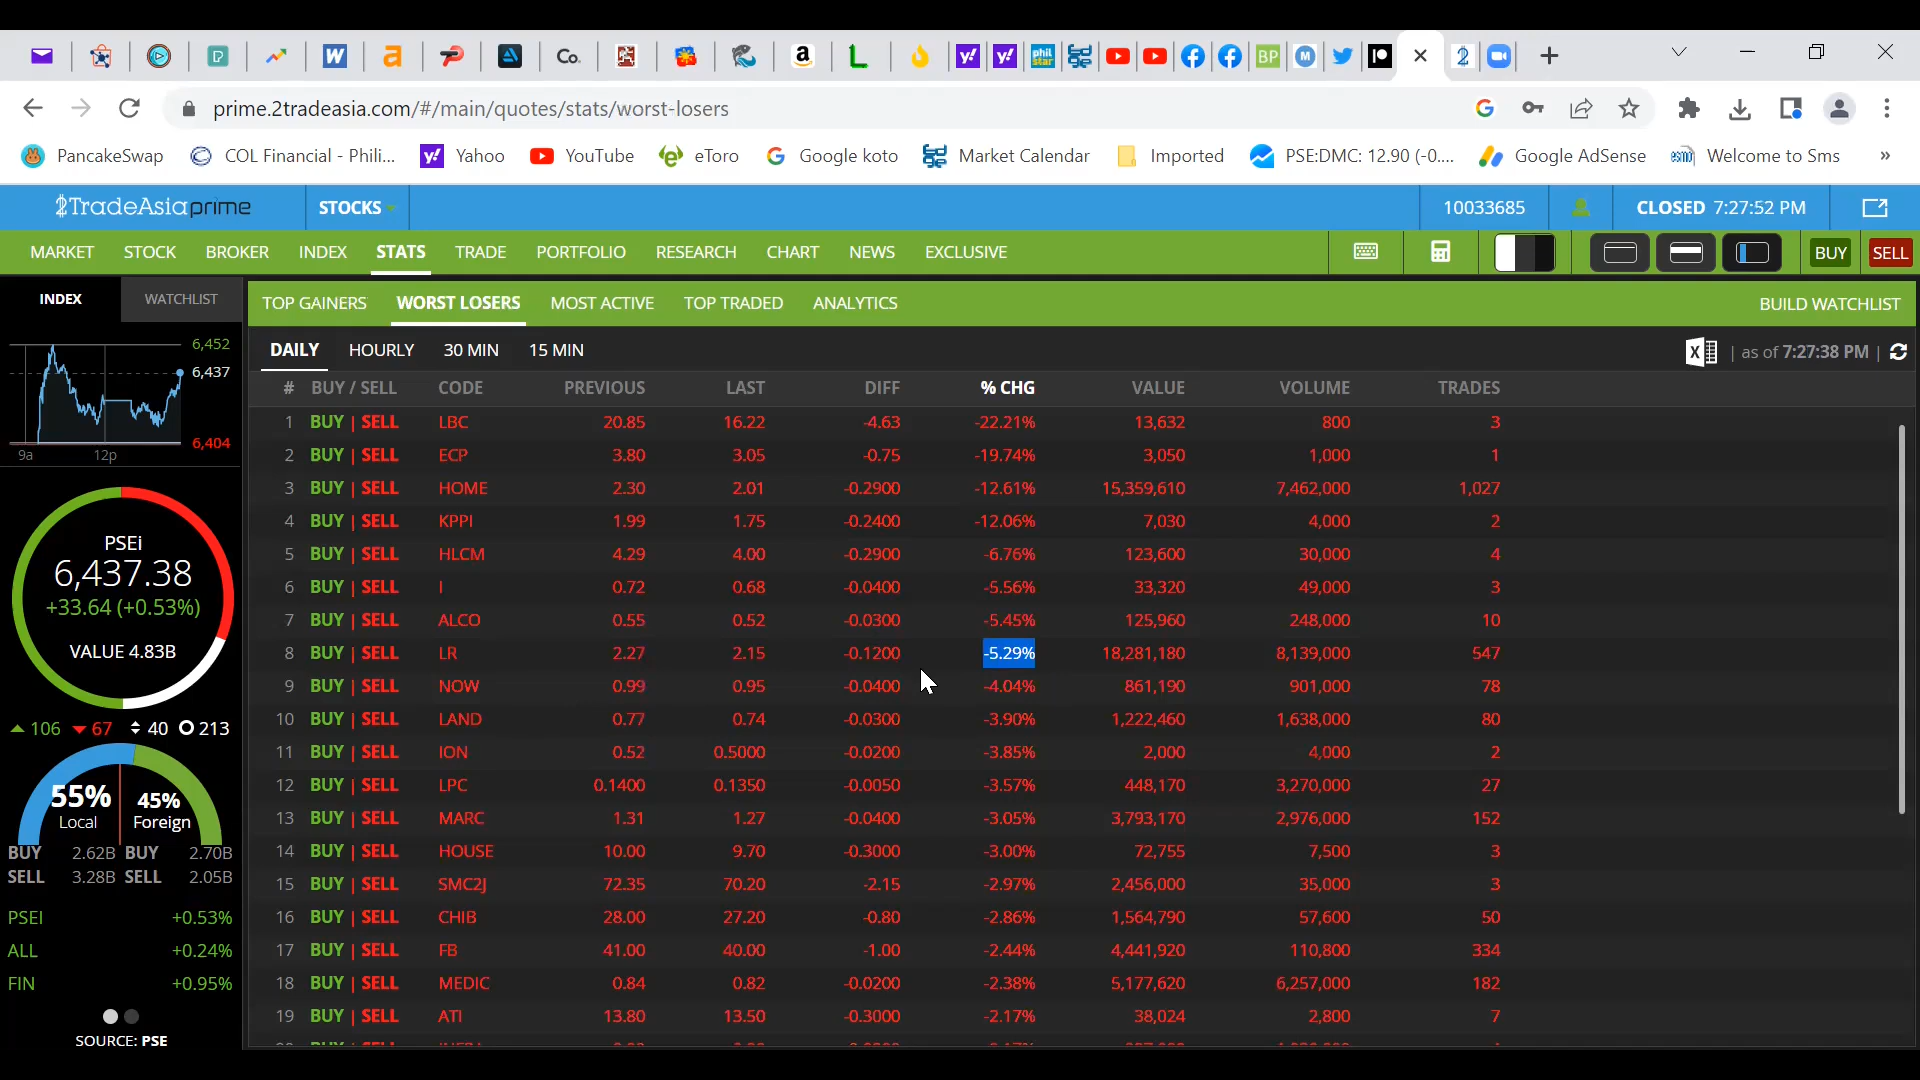 prime.2tradeasia.com/#/main/quotes/stats/worst-losers
PancakeSwap COL Financial - Phili... Yahoo YouTube eToro Google koto Market Calendar Imported PSE:DMC: 12.90 (-0.... Google AdSense Welcome to Sms »
2TradeAsiaprime STOCKS 10033685 CLOSED 7:27:52 PM
MARKET STOCK BROKER INDEX STATS TRADE PORTFOLIO RESEARCH CHART NEWS EXCLUSIVE BUY SELL
INDEX WATCHLIST
TOP GAINERS WORST LOSERS MOST ACTIVE TOP TRADED ANALYTICS BUILD WATCHLIST
DAILY HOURLY 30 MIN 15 MIN | as of 7:27:38 PM |
6,452
6,437
6,404
9a 12p
PSEi
6,437.38
+33.64 (+0.53%)
VALUE 4.83B
106 67 40 213
55% Local 45% Foreign
BUY 2.62B BUY 2.70B
SELL 3.28B SELL 2.05B
PSEI +0.53%
ALL +0.24%
FIN +0.95%
SOURCE: PSE
# BUY / SELL CODE PREVIOUS LAST DIFF % CHG VALUE VOLUME TRADES
1 BUY | SELL LBC 20.85 16.22 -4.63 -22.21% 13,632 800 3
2 BUY | SELL ECP 3.80 3.05 -0.75 -19.74% 3,050 1,000 1
3 BUY | SELL HOME 2.30 2.01 -0.2900 -12.61% 15,359,610 7,462,000 1,027
4 BUY | SELL KPPI 1.99 1.75 -0.2400 -12.06% 7,030 4,000 2
5 BUY | SELL HLCM 4.29 4.00 -0.2900 -6.76% 123,600 30,000 4
6 BUY | SELL I 0.72 0.68 -0.0400 -5.56% 33,320 49,000 3
7 BUY | SELL ALCO 0.55 0.52 -0.0300 -5.45% 125,960 248,000 10
8 BUY | SELL LR 2.27 2.15 -0.1200 -5.29% 18,281,180 8,139,000 547
9 BUY | SELL NOW 0.99 0.95 -0.0400 -4.04% 861,190 901,000 78
10 BUY | SELL LAND 0.77 0.74 -0.0300 -3.90% 1,222,460 1,638,000 80
11 BUY | SELL ION 0.52 0.5000 -0.0200 -3.85% 2,000 4,000 2
12 BUY | SELL LPC 0.1400 0.1350 -0.0050 -3.57% 448,170 3,270,000 27
13 BUY | SELL MARC 1.31 1.27 -0.0400 -3.05% 3,793,170 2,976,000 152
14 BUY | SELL HOUSE 10.00 9.70 -0.3000 -3.00% 72,755 7,500 3
15 BUY | SELL SMC2J 72.35 70.20 -2.15 -2.97% 2,456,000 35,000 3
16 BUY | SELL CHIB 28.00 27.20 -0.80 -2.86% 1,564,790 57,600 50
17 BUY | SELL FB 41.00 40.00 -1.00 -2.44% 4,441,920 110,800 334
18 BUY | SELL MEDIC 0.84 0.82 -0.0200 -2.38% 5,177,620 6,257,000 182
19 BUY | SELL ATI 13.80 13.50 -0.3000 -2.17% 38,024 2,800 7